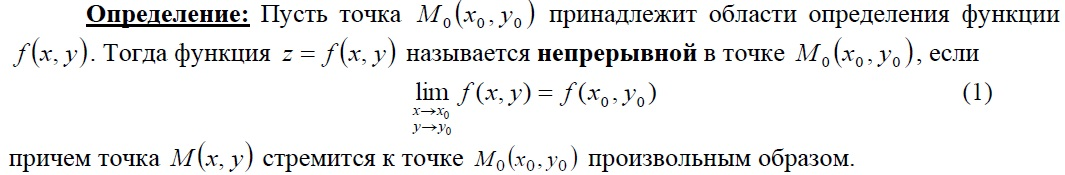 Определение: Пусть точка M₀(x₀, y₀) принадлежит области определения функции
f(x, y). Тогда функция z = f(x, y) называется непрерывной в точке M₀(x₀, y₀), если
lim f(x, y) = f(x₀, y₀) (1)
x→x₀
y→y₀
причем точка M(x, y) стремится к точке M₀(x₀, y₀) произвольным образом.